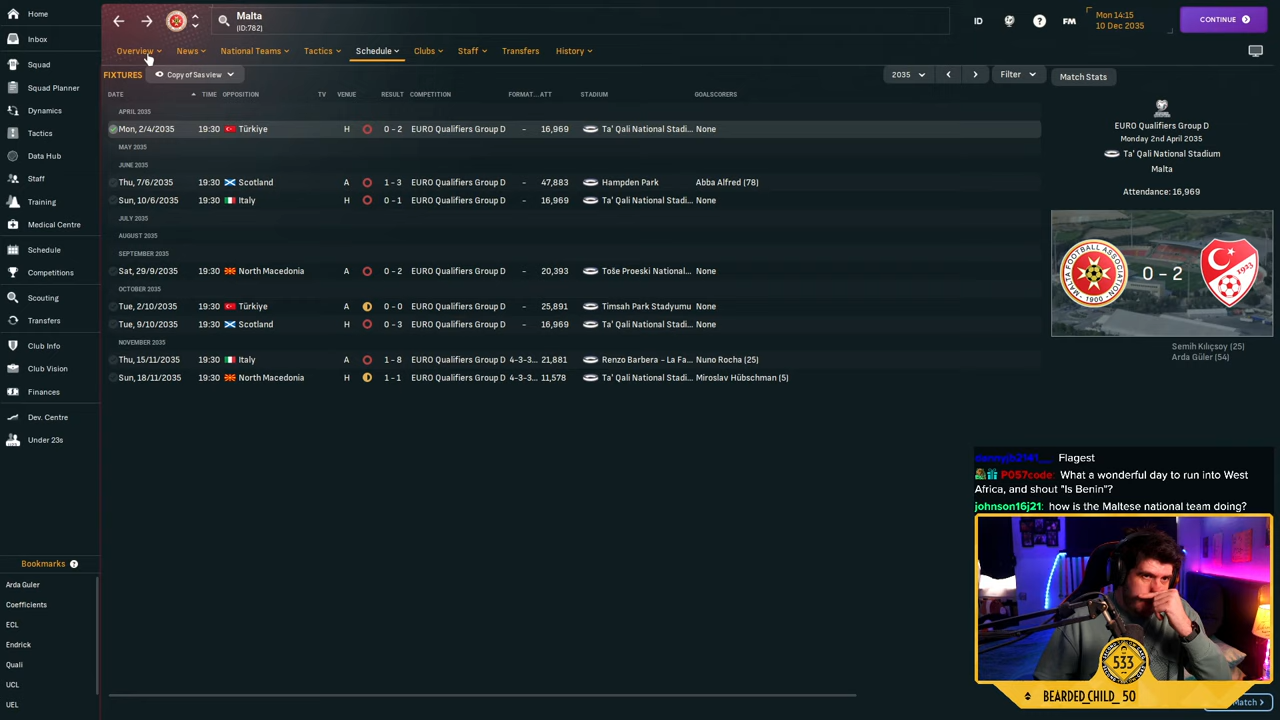 Home
Inbox
Squad
Squad Planner
Dynamics
Tactics
Data Hub
Staff
Training
Medical Centre
Schedule
Competitions
Scouting
Transfers
Club Info
Club Vision
Finances
Dev. Centre
Under 23s
Bookmarks ?
Arda Guler
Coefficients
ECL
Endrick
Quali
UCL
UEL
Malta
(ID:782)
ID ? FM
Mon 14:15
10 Dec 2035
CONTINUE
Overview News National Teams Tactics Schedule Clubs Staff Transfers History
FIXTURES Copy of Sas view 2035 Filter
DATE TIME OPPOSITION TV VENUE RESULT COMPETITION FORMAT... ATT STADIUM GOALSCORERS
APRIL 2035
Mon, 2/4/2035 19:30 Türkiye H 0 - 2 EURO Qualifiers Group D - 16,969 Ta' Qali National Stadi... None
MAY 2035
JUNE 2035
Thu, 7/6/2035 19:30 Scotland A 1 - 3 EURO Qualifiers Group D - 47,883 Hampden Park Abba Alfred (78)
Sun, 10/6/2035 19:30 Italy H 0 - 1 EURO Qualifiers Group D - 16,969 Ta' Qali National Stadi... None
JULY 2035
AUGUST 2035
SEPTEMBER 2035
Sat, 29/9/2035 19:30 North Macedonia A 0 - 2 EURO Qualifiers Group D - 20,393 Toše Proeski National... None
OCTOBER 2035
Tue, 2/10/2035 19:30 Türkiye A 0 - 0 EURO Qualifiers Group D - 25,891 Timsah Park Stadyumu None
Tue, 9/10/2035 19:30 Scotland H 0 - 3 EURO Qualifiers Group D - 16,969 Ta' Qali National Stadi... None
NOVEMBER 2035
Thu, 15/11/2035 19:30 Italy A 1 - 8 EURO Qualifiers Group D 4-3-3... 21,881 Renzo Barbera - La Fa... Nuno Rocha (25)
Sun, 18/11/2035 19:30 North Macedonia H 1 - 1 EURO Qualifiers Group D 4-3-3... 11,578 Ta' Qali National Stadi... Miroslav Hübschman (5)
Match Stats
EURO Qualifiers Group D
Monday 2nd April 2035
Ta' Qali National Stadium
Malta
Attendance: 16,969
MALTA FOOTBALL ASSOCIATION
1900
0 - 2
1923
Semih Kılıçsoy (25)
Arda Güler (54)
Flagest
P057code: What a wonderful day to run into West
Africa, and shout "Is Benin"?
johnson16j21: how is the Maltese national team doing?
533
BEARDED_CHILD_ 50
Match >